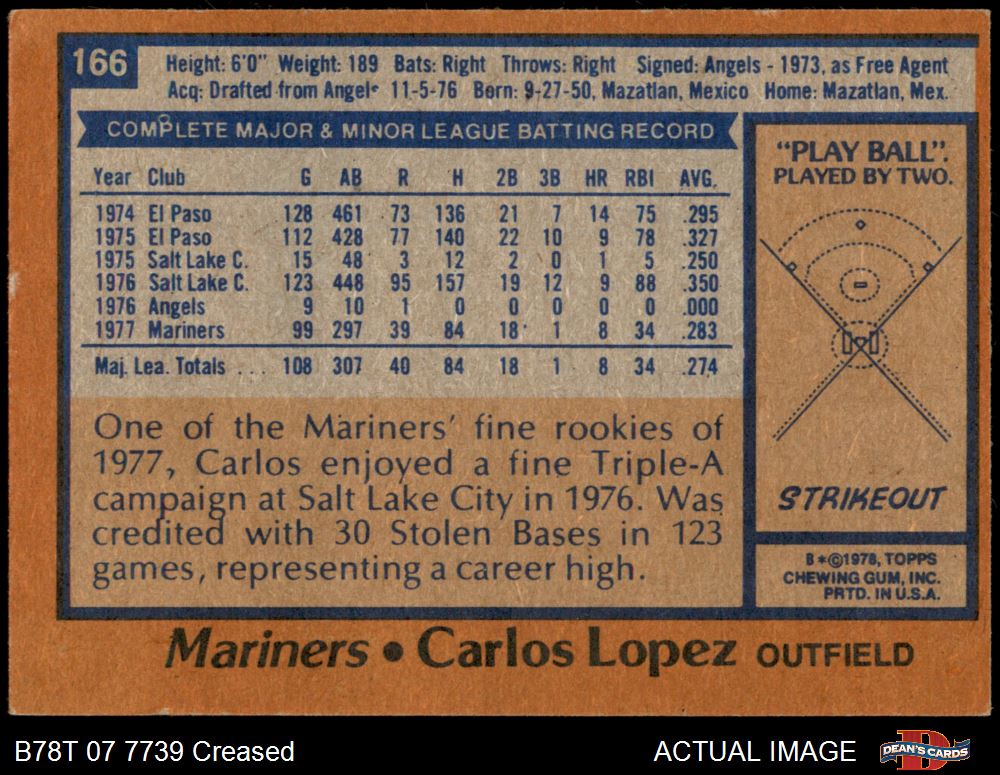 166
Height: 6'0" Weight: 189 Bats: Right Throws: Right Signed: Angels - 1973, as Free Agent
Acq: Drafted from Angels 11-5-76 Born: 9-27-50, Mazatlan, Mexico Home: Mazatlan, Mex.
COMPLETE MAJOR & MINOR LEAGUE BATTING RECORD
Year Club G AB R H 2B 3B HR RBI AVG.
1974 El Paso 128 461 73 136 21 7 14 75 .295
1975 El Paso 112 428 77 140 22 10 9 78 .327
1975 Salt Lake C. 15 48 3 12 2 0 1 5 .250
1976 Salt Lake C. 123 448 95 157 19 12 9 88 .350
1976 Angels 9 10 1 0 0 0 0 0 .000
1977 Mariners 99 297 39 84 18 1 8 34 .283
Maj. Lea. Totals ... 108 307 40 84 18 1 8 34 .274
One of the Mariners' fine rookies of
1977, Carlos enjoyed a fine Triple-A
campaign at Salt Lake City in 1976. Was
credited with 30 Stolen Bases in 123
games, representing a career high.
"PLAY BALL".
PLAYED BY TWO.
STRIKEOUT
B*©1978, TOPPS
CHEWING GUM, INC.
PRTD. IN U.S.A.
Mariners • Carlos Lopez OUTFIELD
B78T 07 7739 Creased
ACTUAL IMAGE
D
DEAN'S CARDS